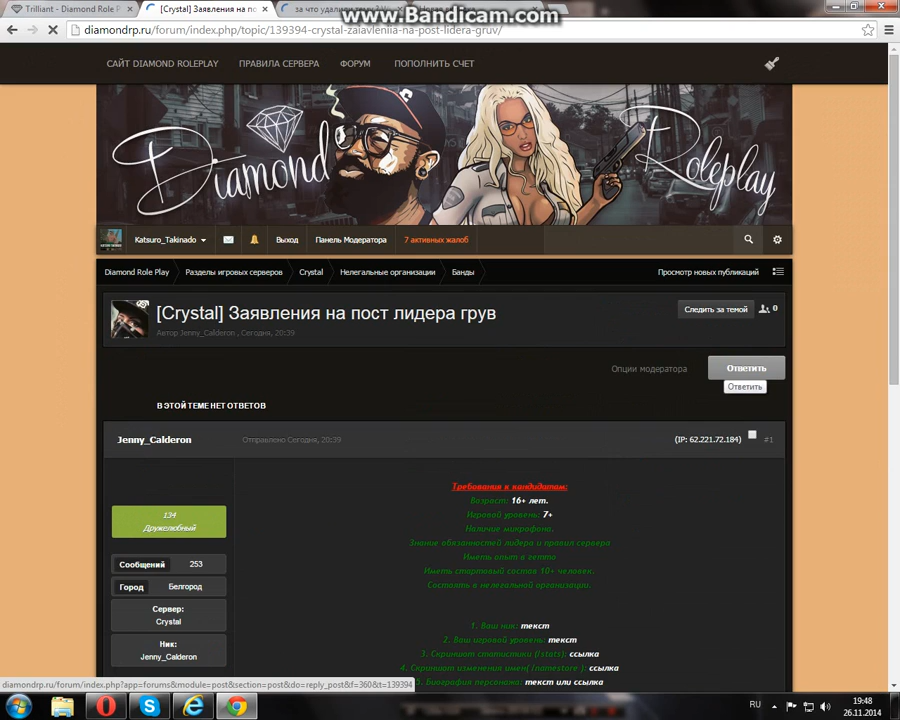 www.Bandicam.com
Trilliant - Diamond Role P
[Crystal] Заявления на по
за что удалили
diamondrp.ru/forum/index.php/topic/139394-crystal-zaiavleniia-na-post-lidera-gruv/
САЙТ DIAMOND ROLEPLAY ПРАВИЛА СЕРВЕРА ФОРУМ ПОПОЛНИТЬ СЧЕТ
Diamond Roleplay
Katsuro_Takinado Выход Панель Модератора 7 активных жалоб
Diamond Role Play Разделы игровых серверов Crystal Нелегальные организации Банды Просмотр новых публикаций
[Crystal] Заявления на пост лидера грув
Следить за темой 0
Автор Jenny_Calderon , Сегодня, 20:39
Опции модератора Ответить
Ответить
В ЭТОЙ ТЕМЕ НЕТ ОТВЕТОВ
Jenny_Calderon Отправлено Сегодня, 20:39 (IP: 62.221.72.184) #1
Требования к кандидатам:
Возраст: 16+ лет.
Игровой уровень: 7+
Наличие микрофона.
Знание обязанностей лидера и правил сервера
Иметь опыт в гетто
Иметь стартовый состав 10+ человек.
Состоять в нелегальной организации.
134
Дружелюбный
Сообщений 253
Город Белгород
Сервер:
Crystal
Ник:
Jenny_Calderon
1. Ваш ник: текст
2. Ваш игровой уровень: текст
3. Скриншот статистики (/stats): ссылка
4. Скриншот изменения имен( /namestore ): ссылка
5. Биография персонажа: текст или ссылка
diamondrp.ru/forum/index.php?app=forums&module=post&section=post&do=reply_post&f=360&t=139394
RU 19:48
26.11.2014